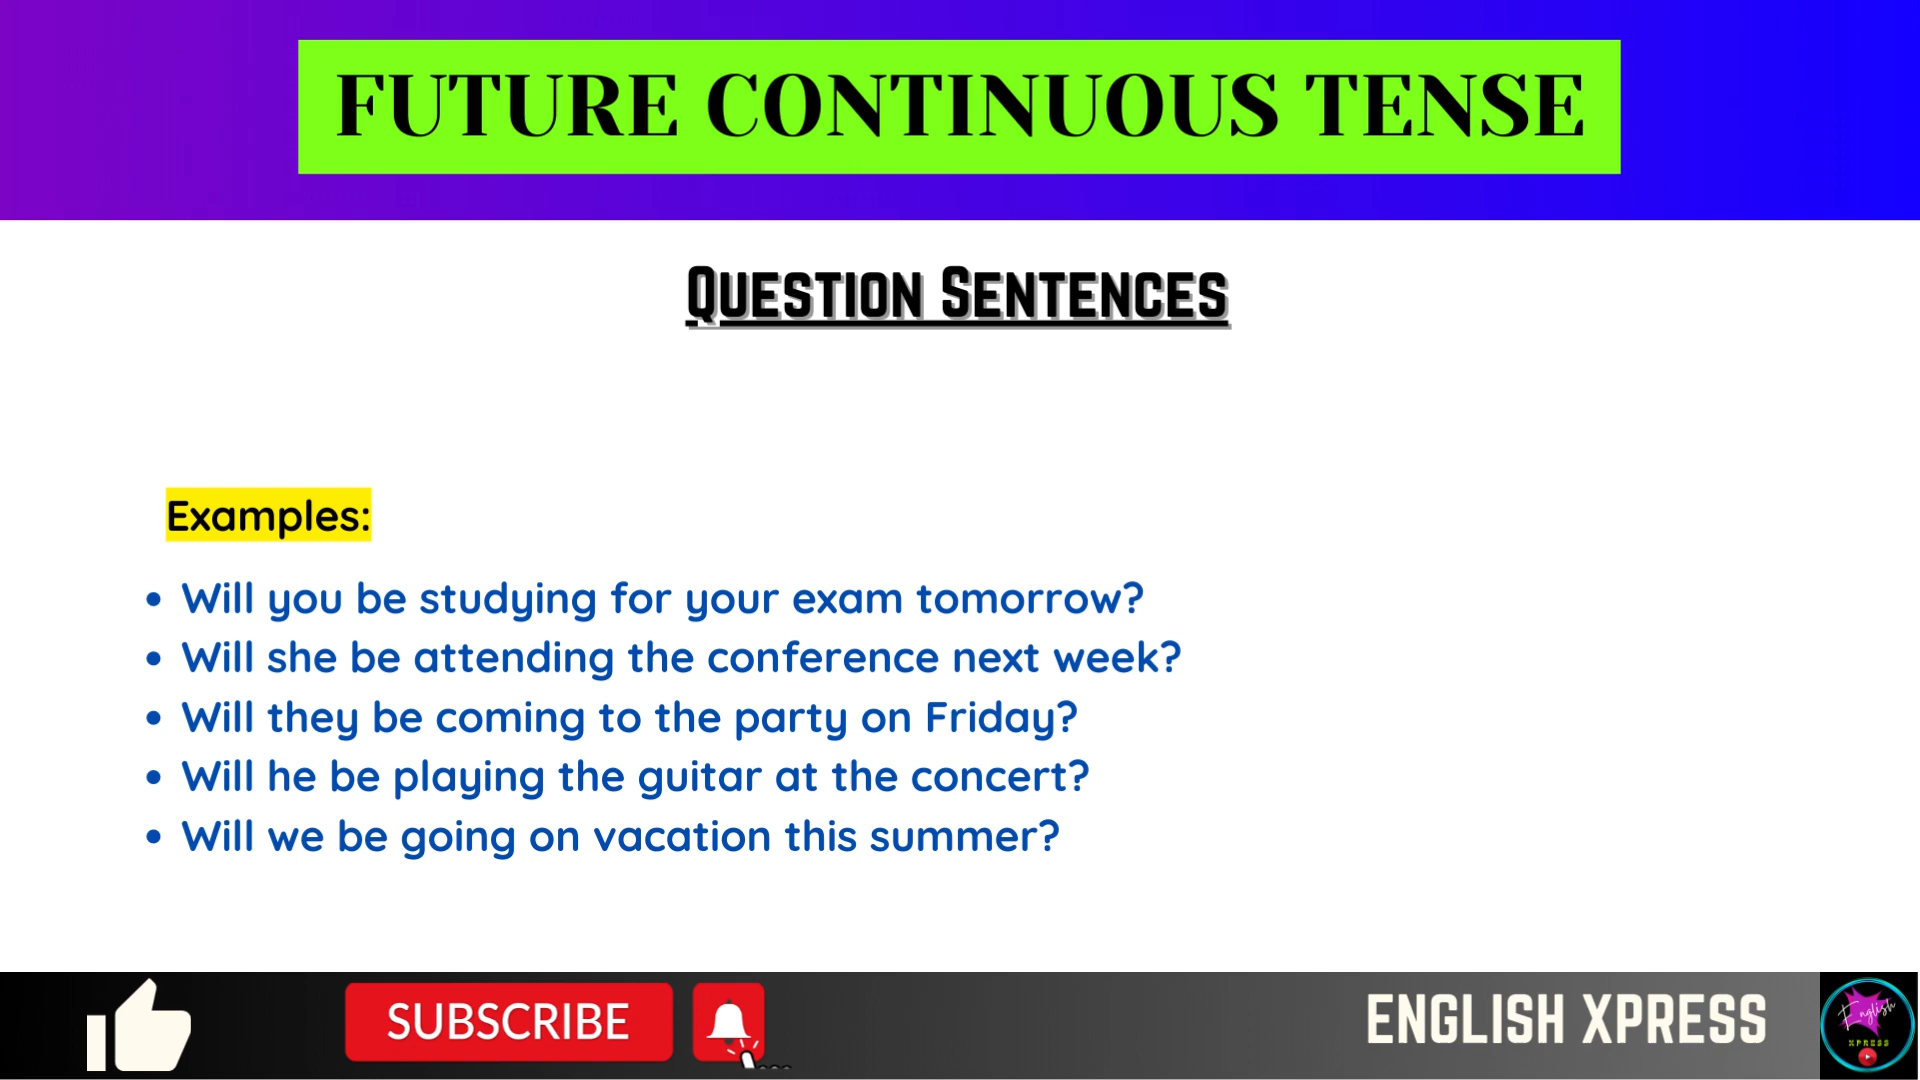 FUTURE CONTINUOUS TENSE
QUESTION SENTENCES
Examples:
• Will you be studying for your exam tomorrow?
• Will she be attending the conference next week?
• Will they be coming to the party on Friday?
• Will he be playing the guitar at the concert?
• Will we be going on vacation this summer?
SUBSCRIBE
ENGLISH XPRESS
English
XPRESS